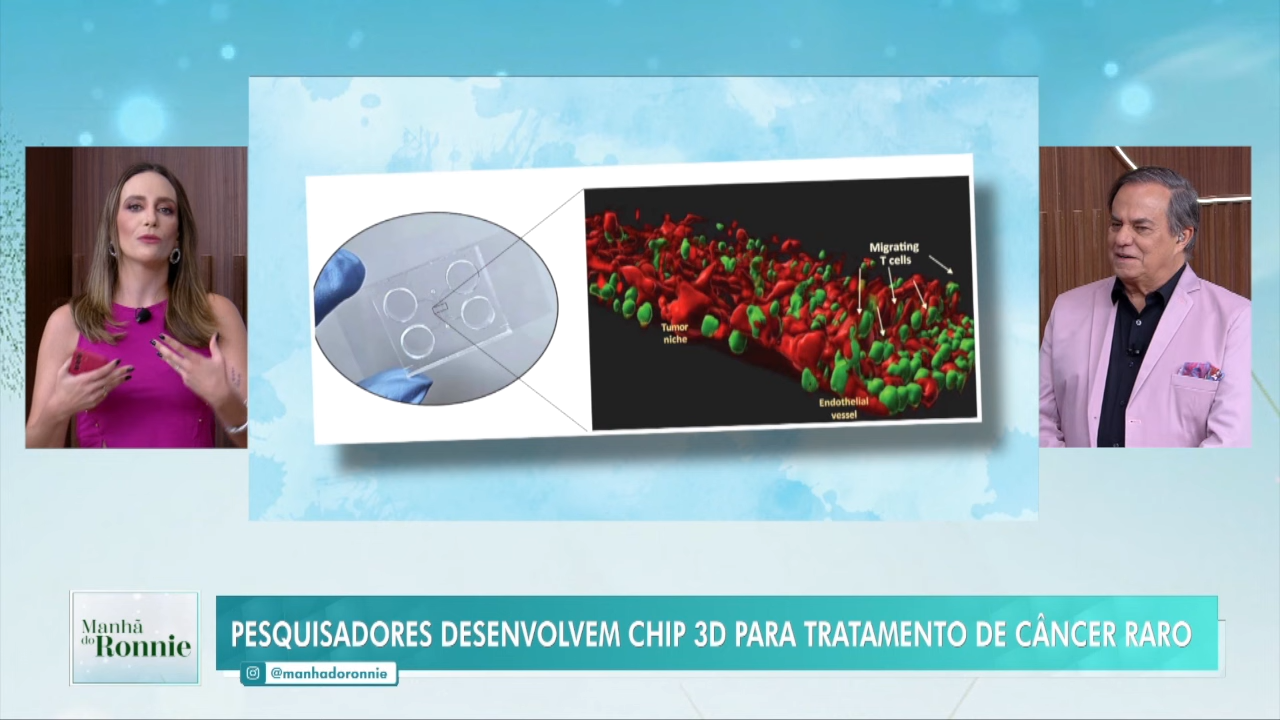 Migrating
T cells
Tumor
niche
Endothelial
vessel
Manhã
do Ronnie
PESQUISADORES DESENVOLVEM CHIP 3D PARA TRATAMENTO DE CÂNCER RARO
@manhadoronnie